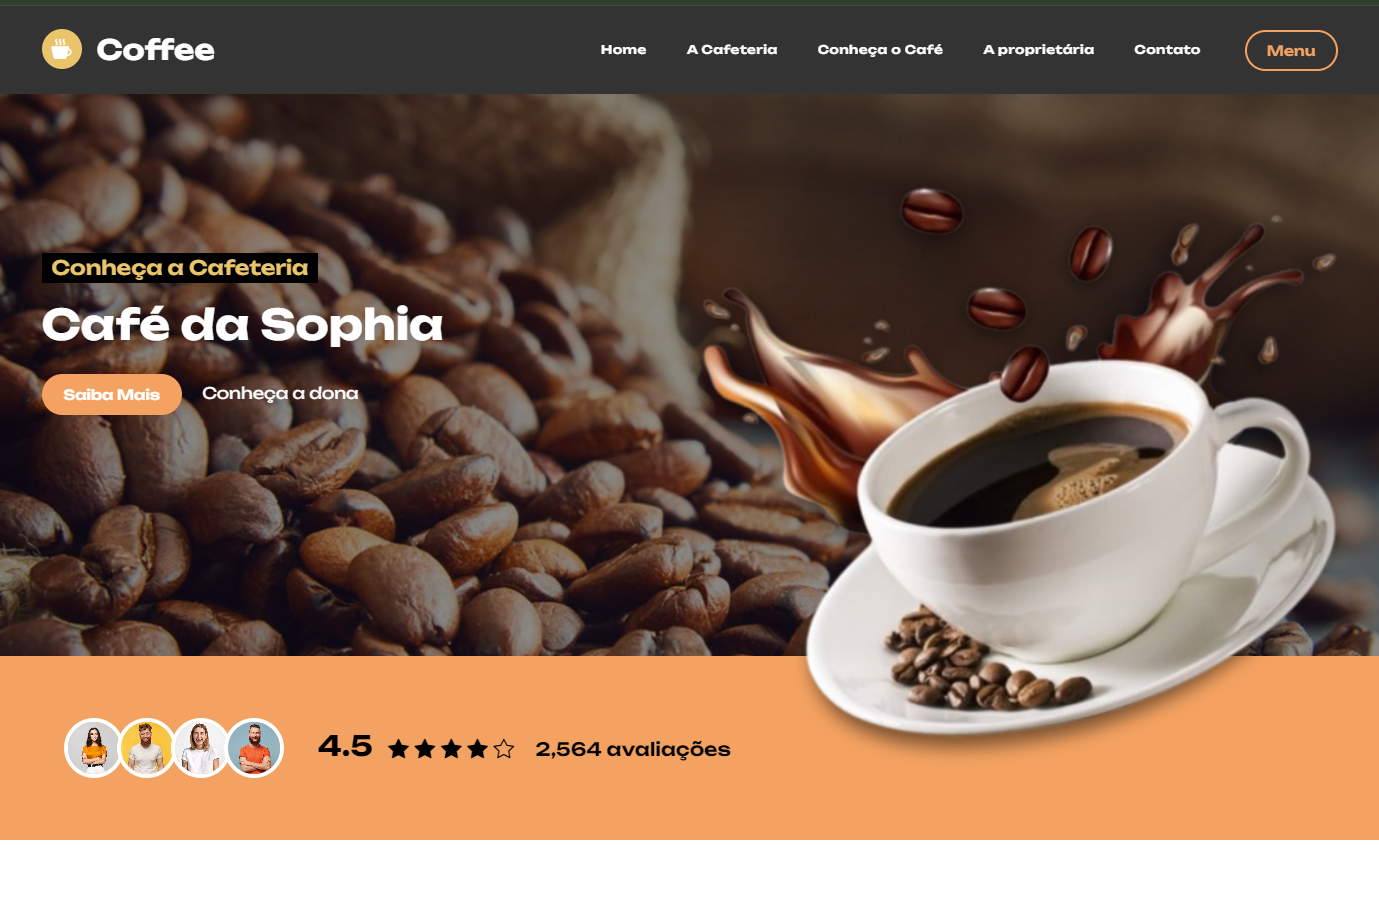 Coffee
Home
A Cafeteria
Conheça o Café
A proprietária
Contato
Menu
Conheça a Cafeteria
Café da Sophia
Saiba Mais
Conheça a dona
4.5
2,564 avaliações